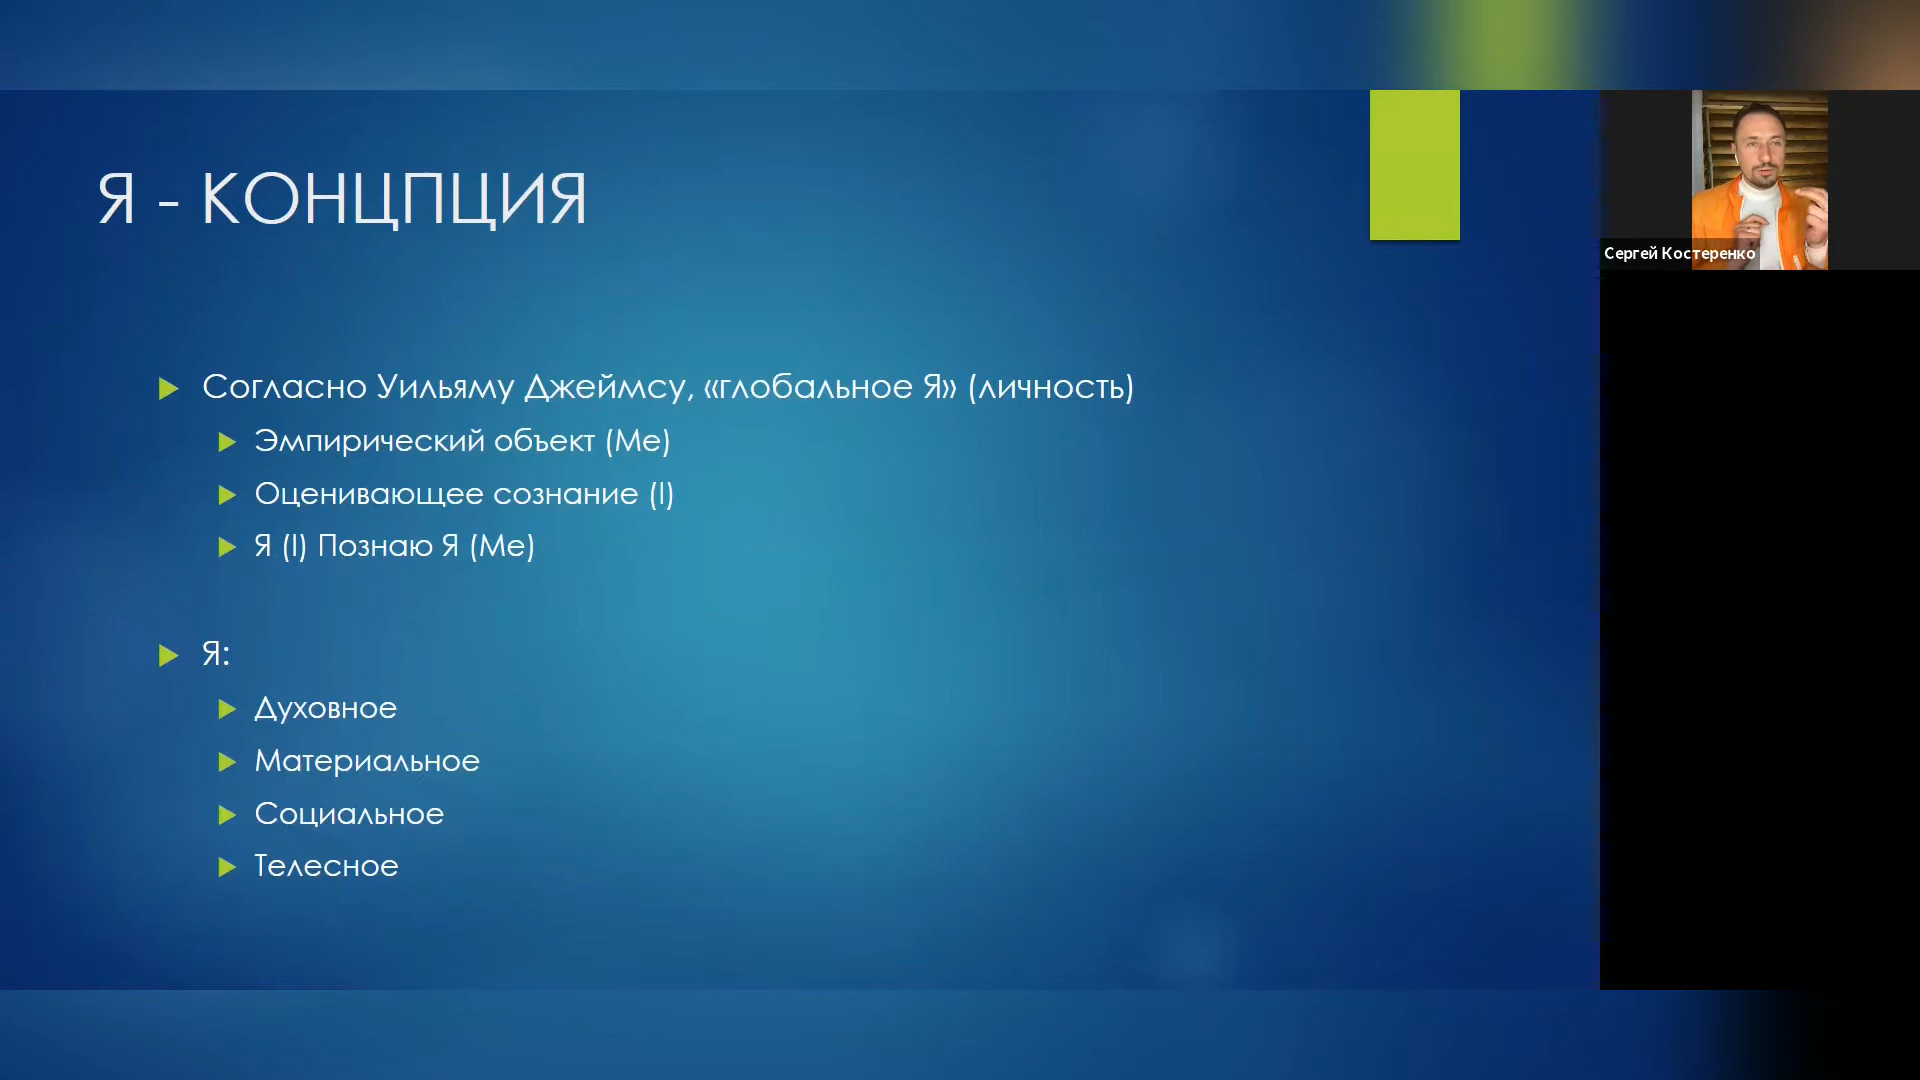 Я - КОНЦПЦИЯ
Согласно Уильяму Джеймсу, «глобальное Я» (личность)
Эмпирический объект (Me)
Оценивающее сознание (I)
Я (I) Познаю Я (Me)
Я:
Духовное
Материальное
Социальное
Телесное
Сергей Костеренко